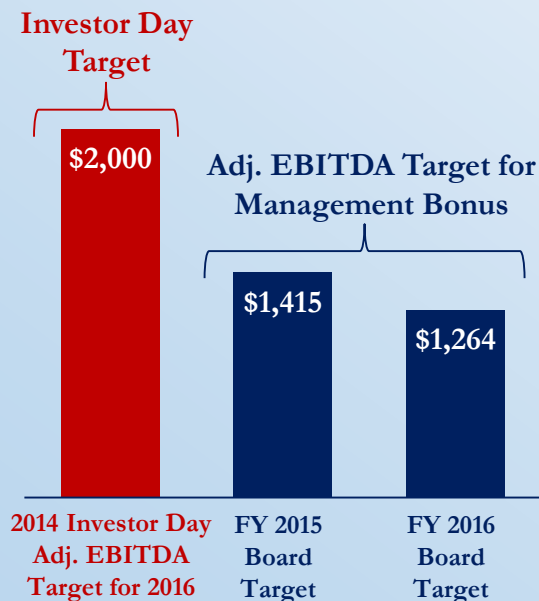 Investor Day
Target
$2,000
Adj. EBITDA Target for
Management Bonus
$1,415
$1,264
2014 Investor Day
Adj. EBITDA
Target for 2016
FY 2015
Board
Target
FY 2016
Board
Target